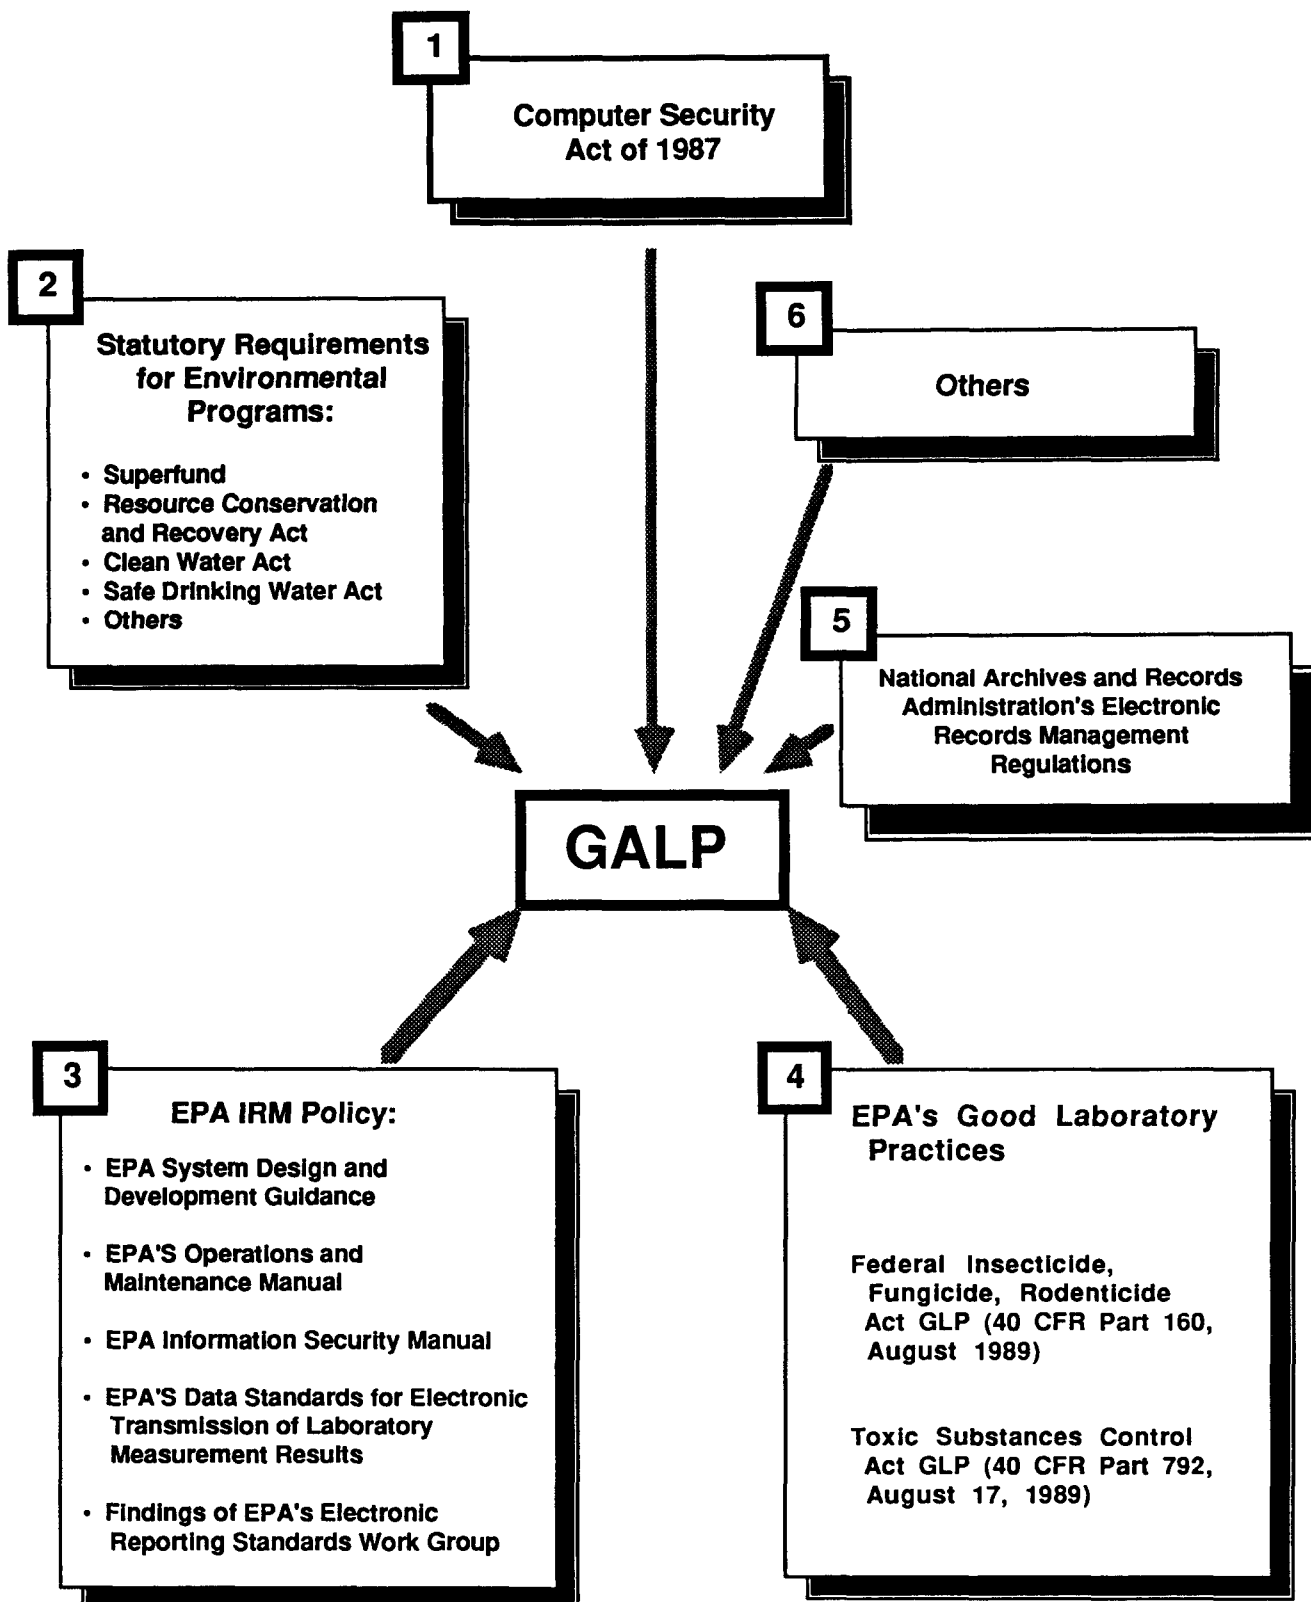 1
Computer Security
Act of 1987
2
Statutory Requirements
for Environmental
Programs:
• Superfund
• Resource Conservation
and Recovery Act
• Clean Water Act
• Safe Drinking Water Act
• Others
6
Others
5
National Archives and Records
Administration's Electronic
Records Management
Regulations
GALP
3
EPA IRM Policy:
• EPA System Design and
Development Guidance
• EPA'S Operations and
Maintenance Manual
• EPA Information Security Manual
• EPA'S Data Standards for Electronic
Transmission of Laboratory
Measurement Results
• Findings of EPA's Electronic
Reporting Standards Work Group
4
EPA's Good Laboratory
Practices
Federal Insecticide,
Fungicide, Rodenticide
Act GLP (40 CFR Part 160,
August 1989)
Toxic Substances Control
Act GLP (40 CFR Part 792,
August 17, 1989)